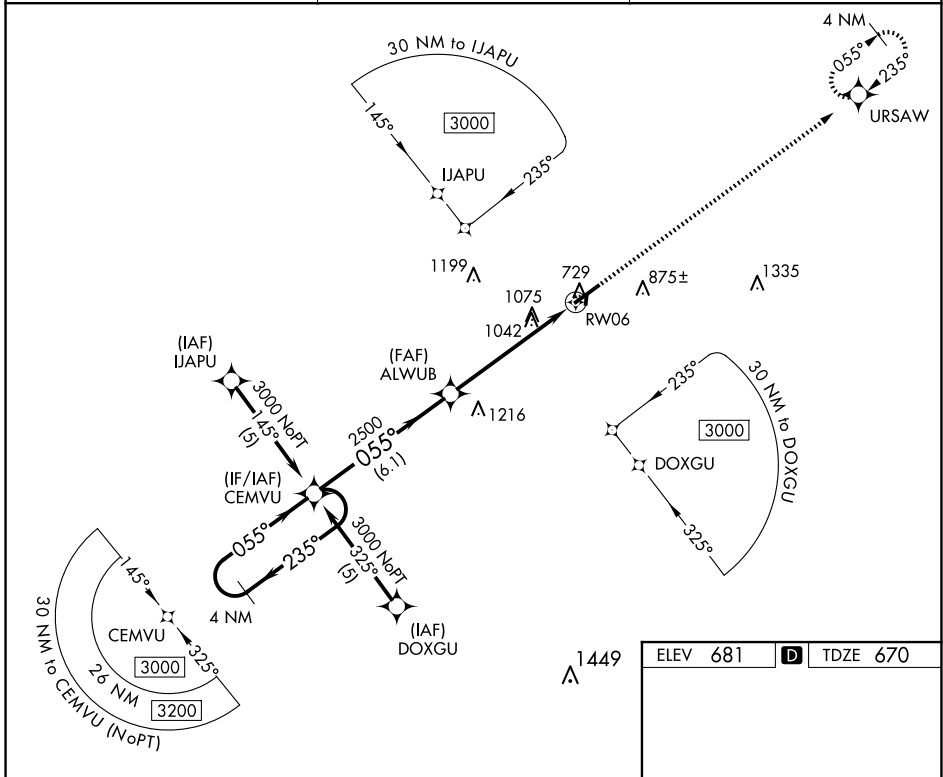 4 NM
055°
235°
URSAW
30 NM to IJAPU
145°
3000
235°
IJAPU
1199
1075
1042
729
875±
1335
RW06
(IAF)
IJAPU
3000 NoPT
145°
(5)
(FAF)
ALWUB
1216
2500
055°
(6.1)
(IF/IAF)
CEMVU
055°
235°
4 NM
3000 NoPT
325°
(5)
(IAF)
DOXGU
235°
30 NM to DOXGU
3000
DOXGU
325°
145°
CEMVU
325°
3000
26 NM
3200
30 NM to CEMVU (NoPT)
1449
ELEV 681 D TDZE 670